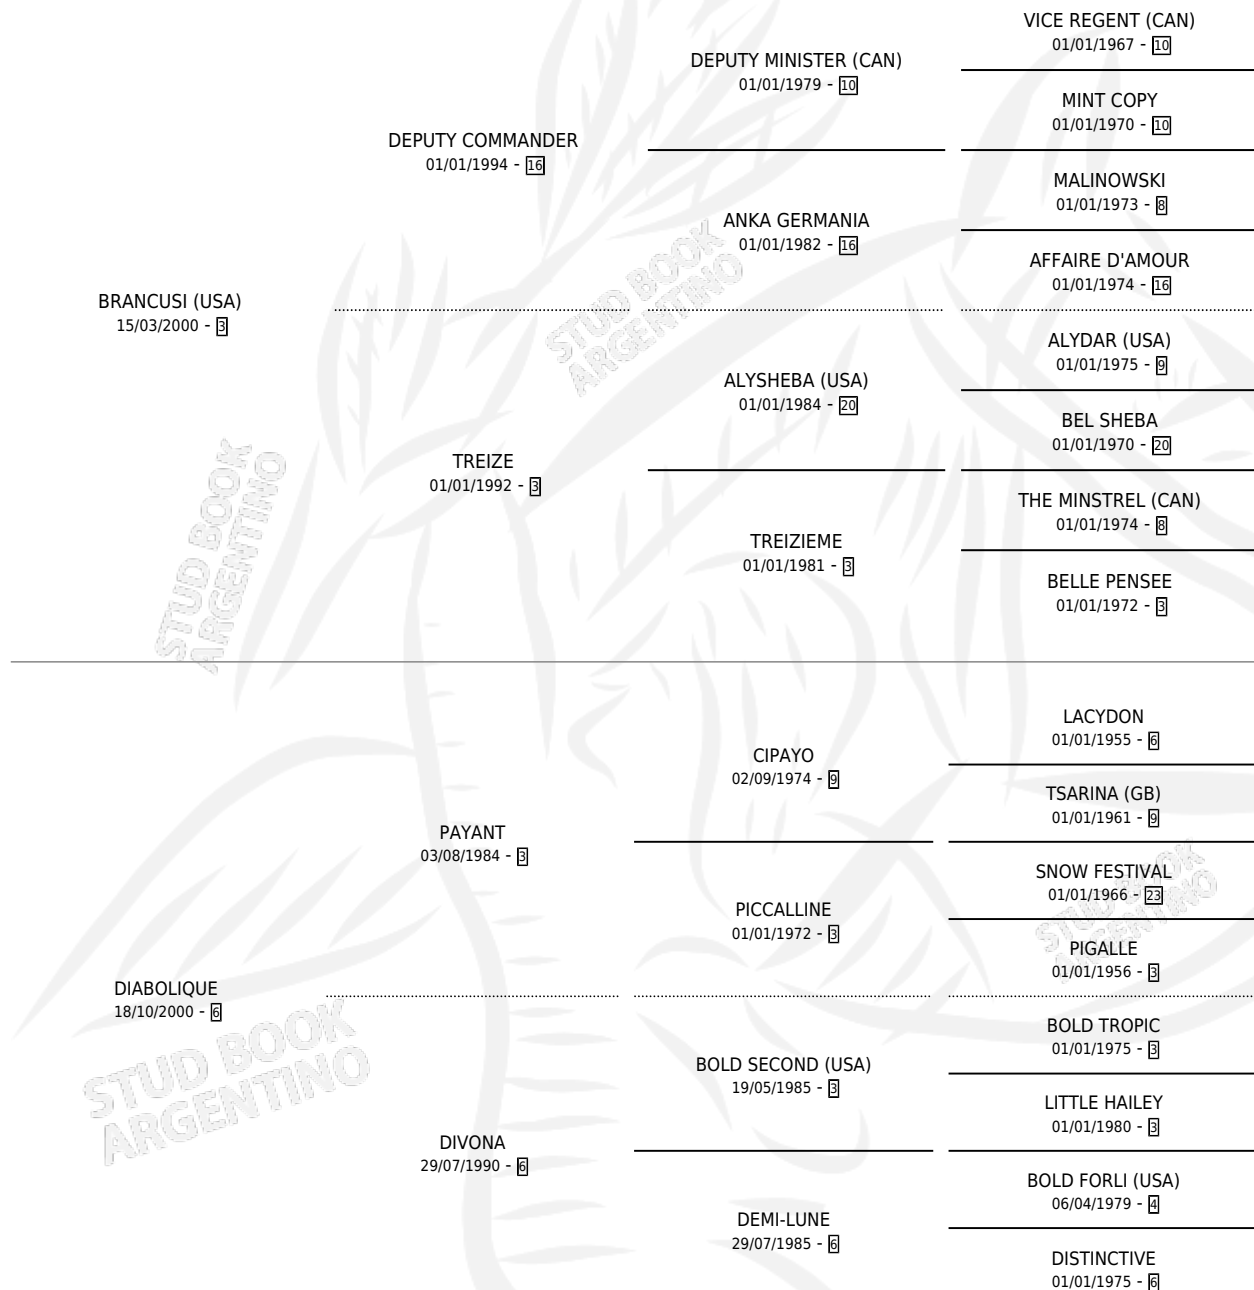 VICE REGENT (CAN)
01/01/1967 - 10
DEPUTY MINISTER (CAN)
01/01/1979 - 10
MINT COPY
01/01/1970 - 10
DEPUTY COMMANDER
01/01/1994 - 16
MALINOWSKI
01/01/1973 - 8
ANKA GERMANIA
01/01/1982 - 16
AFFAIRE D'AMOUR
01/01/1974 - 16
BRANCUSI (USA)
15/03/2000 - 3
ALYDAR (USA)
01/01/1975 - 9
ALYSHEBA (USA)
01/01/1984 - 20
BEL SHEBA
01/01/1970 - 20
TREIZE
01/01/1992 - 3
THE MINSTREL (CAN)
01/01/1974 - 8
TREIZIEME
01/01/1981 - 3
BELLE PENSEE
01/01/1972 - 3
LACYDON
01/01/1955 - 6
CIPAYO
02/09/1974 - 9
TSARINA (GB)
01/01/1961 - 9
PAYANT
03/08/1984 - 3
SNOW FESTIVAL
01/01/1966 - 23
PICCALLINE
01/01/1972 - 3
PIGALLE
01/01/1956 - 3
DIABOLIQUE
18/10/2000 - 6
BOLD TROPIC
01/01/1975 - 3
BOLD SECOND (USA)
19/05/1985 - 3
LITTLE HAILEY
01/01/1980 - 3
DIVONA
29/07/1990 - 6
BOLD FORLI (USA)
06/04/1979 - 4
DEMI-LUNE
29/07/1985 - 6
DISTINCTIVE
01/01/1975 - 6
STUD BOOK
ARGENTINO
STUD BOOK
ARGENTINO
STUD BOOK
ARGENTINO
STUD BOOK
ARGENTINO